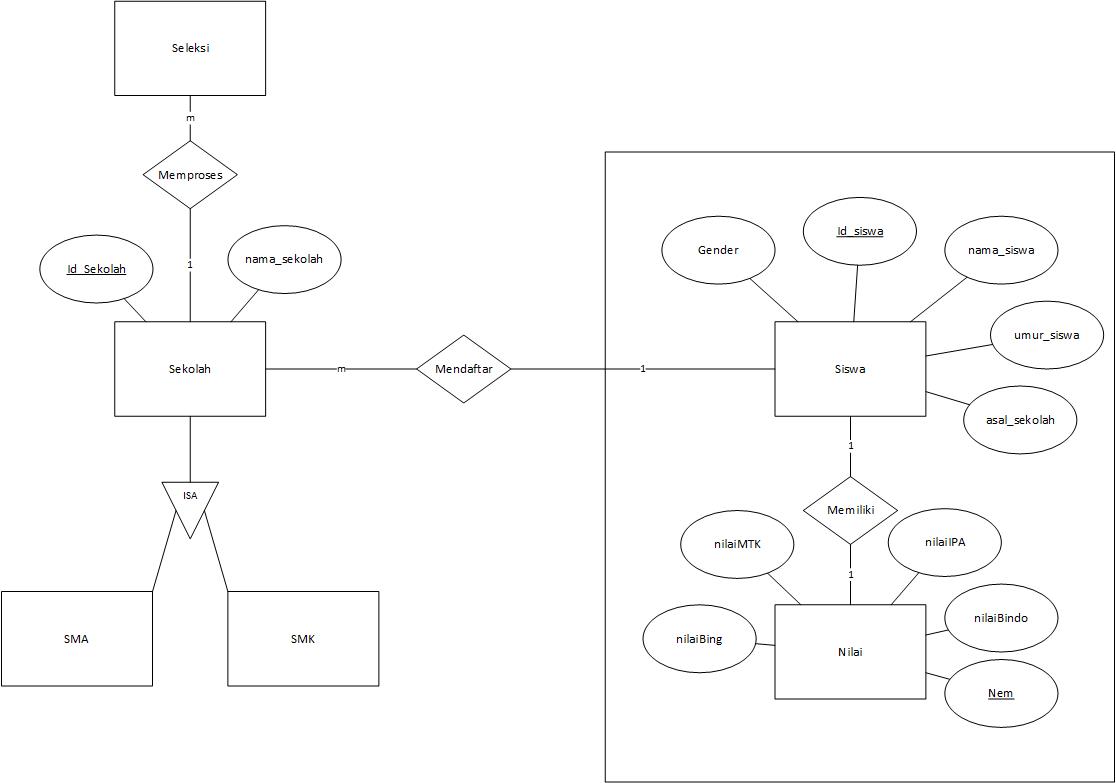 Seleksi
m
Memproses
1
Id_Sekolah
nama_sekolah
Sekolah
m
Mendaftar
1
ISA
SMA
SMK
Gender
Id_siswa
nama_siswa
umur_siswa
Siswa
asal_sekolah
1
Memiliki
1
nilaiMTK
nilaiIPA
nilaiBing
Nilai
nilaiBindo
Nem